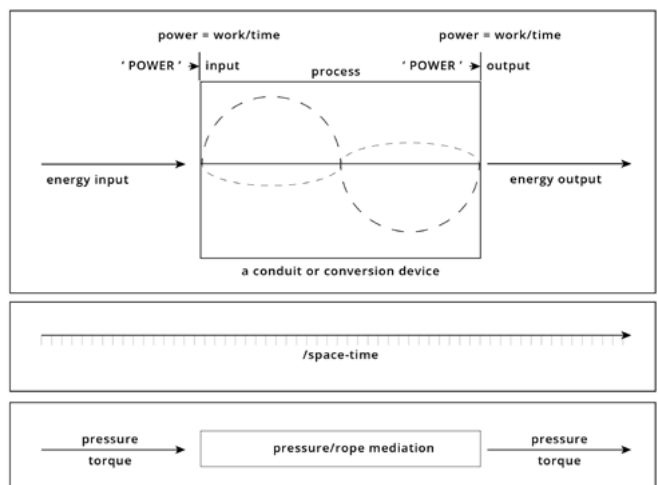 power = work/time power = work/time
‘ POWER ’ input ‘ POWER ’ output
process
energy input energy output
a conduit or conversion device
/space-time
pressure pressure/rope mediation pressure
torque torque